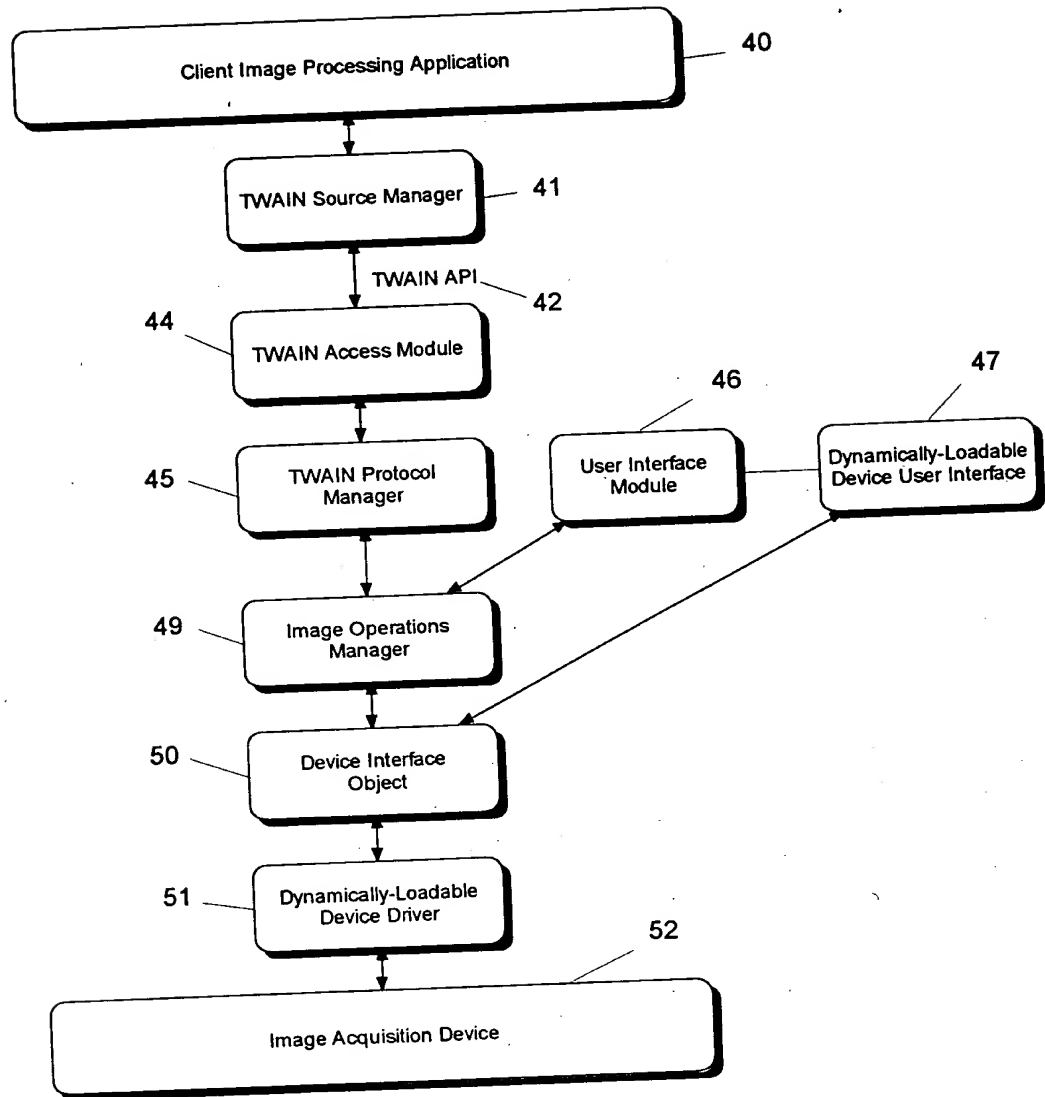 Client Image Processing Application
40
TWAIN Source Manager
41
TWAIN API
42
44
TWAIN Access Module
46
47
45
TWAIN Protocol
Manager
User Interface
Module
Dynamically-Loadable
Device User Interface
49
Image Operations
Manager
50
Device Interface
Object
51
Dynamically-Loadable
Device Driver
52
Image Acquisition Device